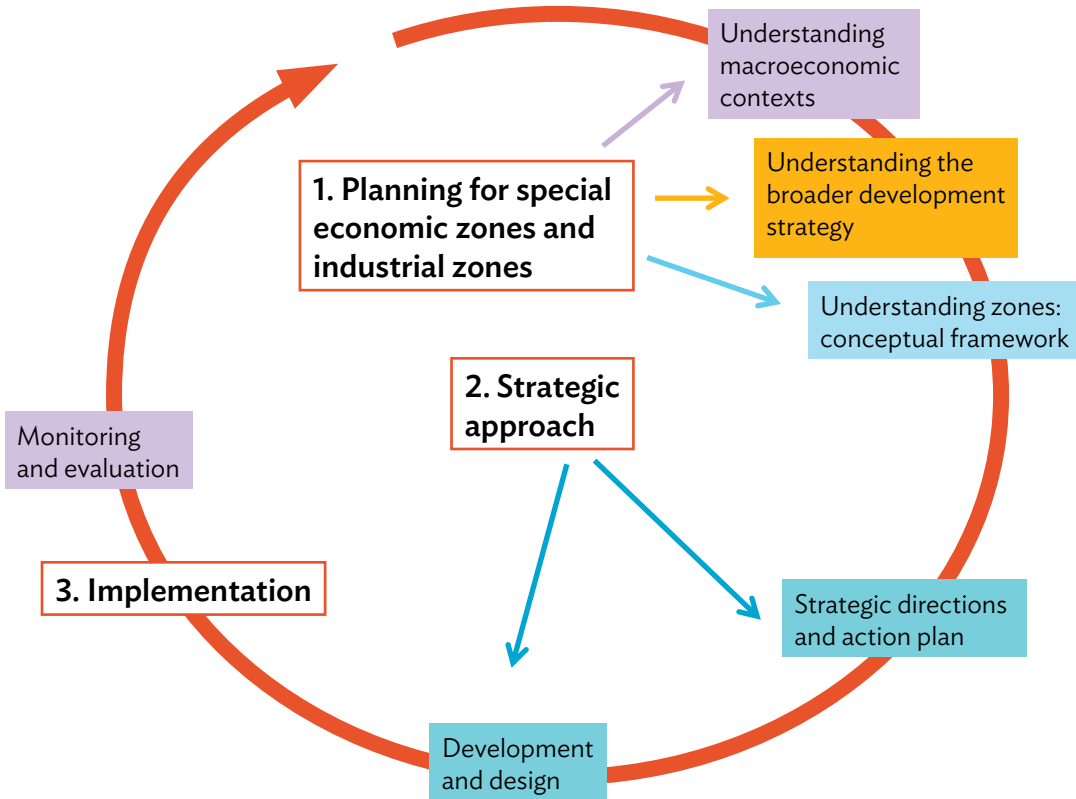 Understanding
macroeconomic
contexts
1. Planning for special
economic zones and
industrial zones
Understanding the
broader development
strategy
Understanding zones:
conceptual framework
2. Strategic
approach
Strategic directions
and action plan
Development
and design
3. Implementation
Monitoring
and evaluation